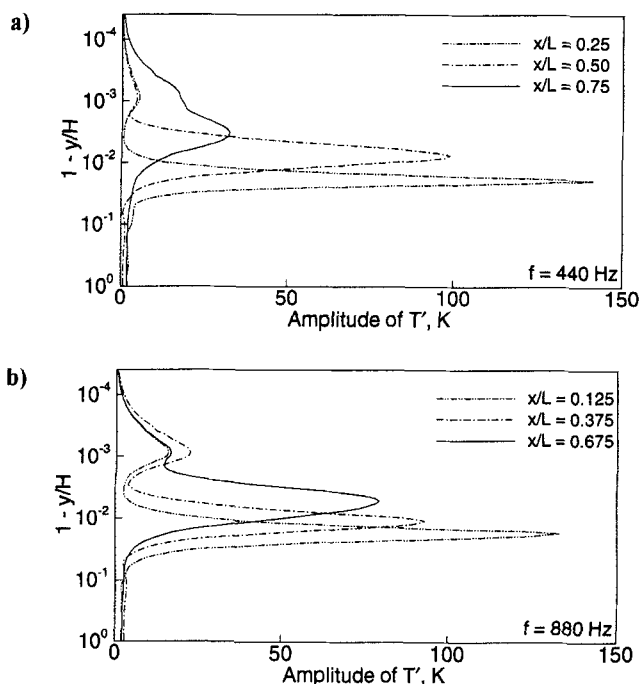 a)
10⁻⁴
10⁻³
10⁻²
10⁻¹
10⁰
1 - y/H
x/L = 0.25
x/L = 0.50
x/L = 0.75
f = 440 Hz
0
50
100
150
Amplitude of T′, K
b)
10⁻⁴
10⁻³
10⁻²
10⁻¹
10⁰
1 - y/H
x/L = 0.125
x/L = 0.375
x/L = 0.675
f = 880 Hz
0
50
100
150
Amplitude of T′, K